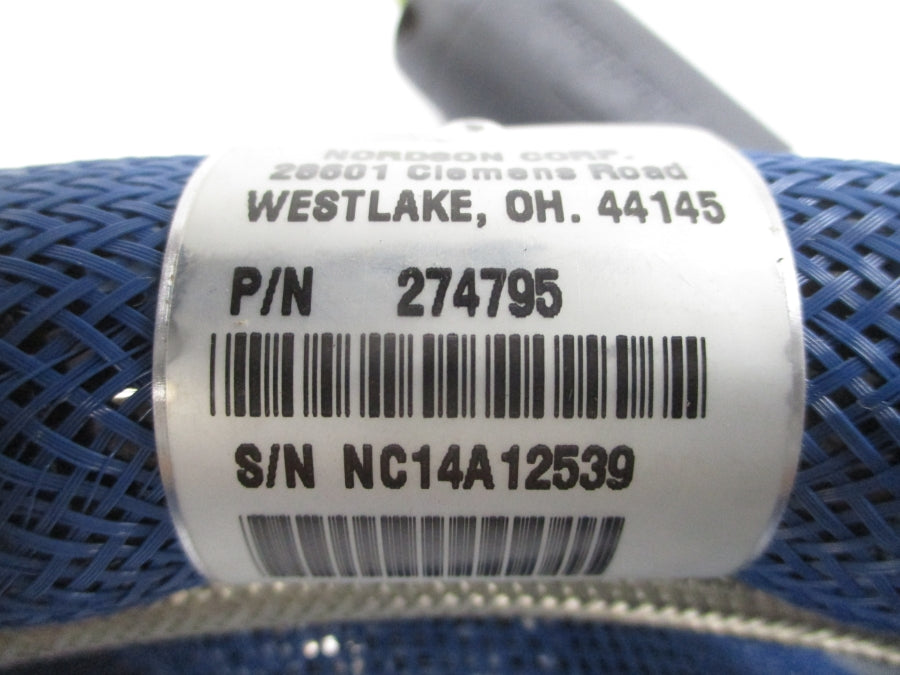 NORDSON CORP.
28601 Clemens Road
WESTLAKE, OH. 44145
P/N 274795
S/N NC14A12539